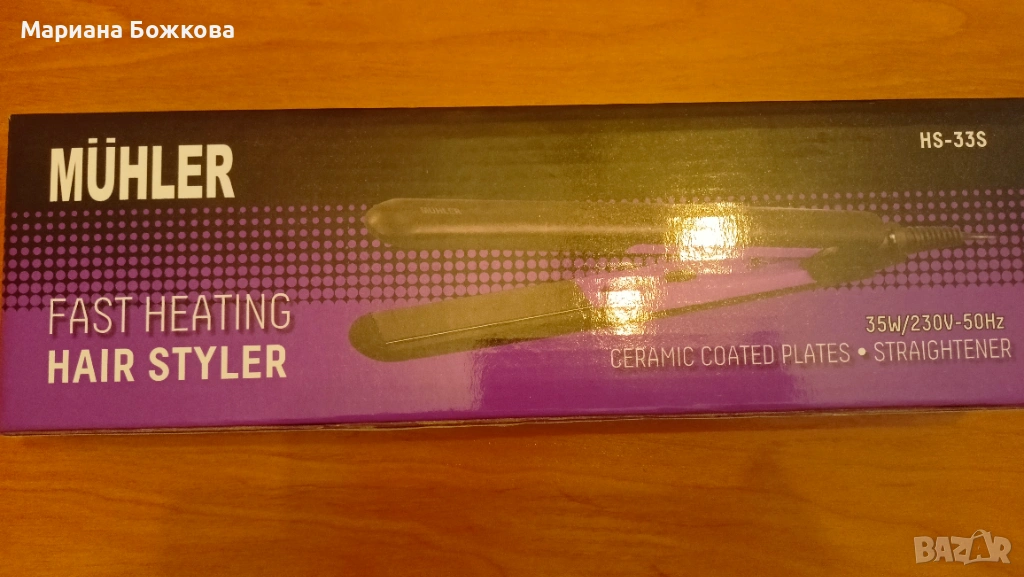 Мариана Божкова
MÜHLER
HS-33S
MÜHLER
FAST HEATING
HAIR STYLER
35W/230V-50Hz
CERAMIC COATED PLATES • STRAIGHTENER
BAZAR